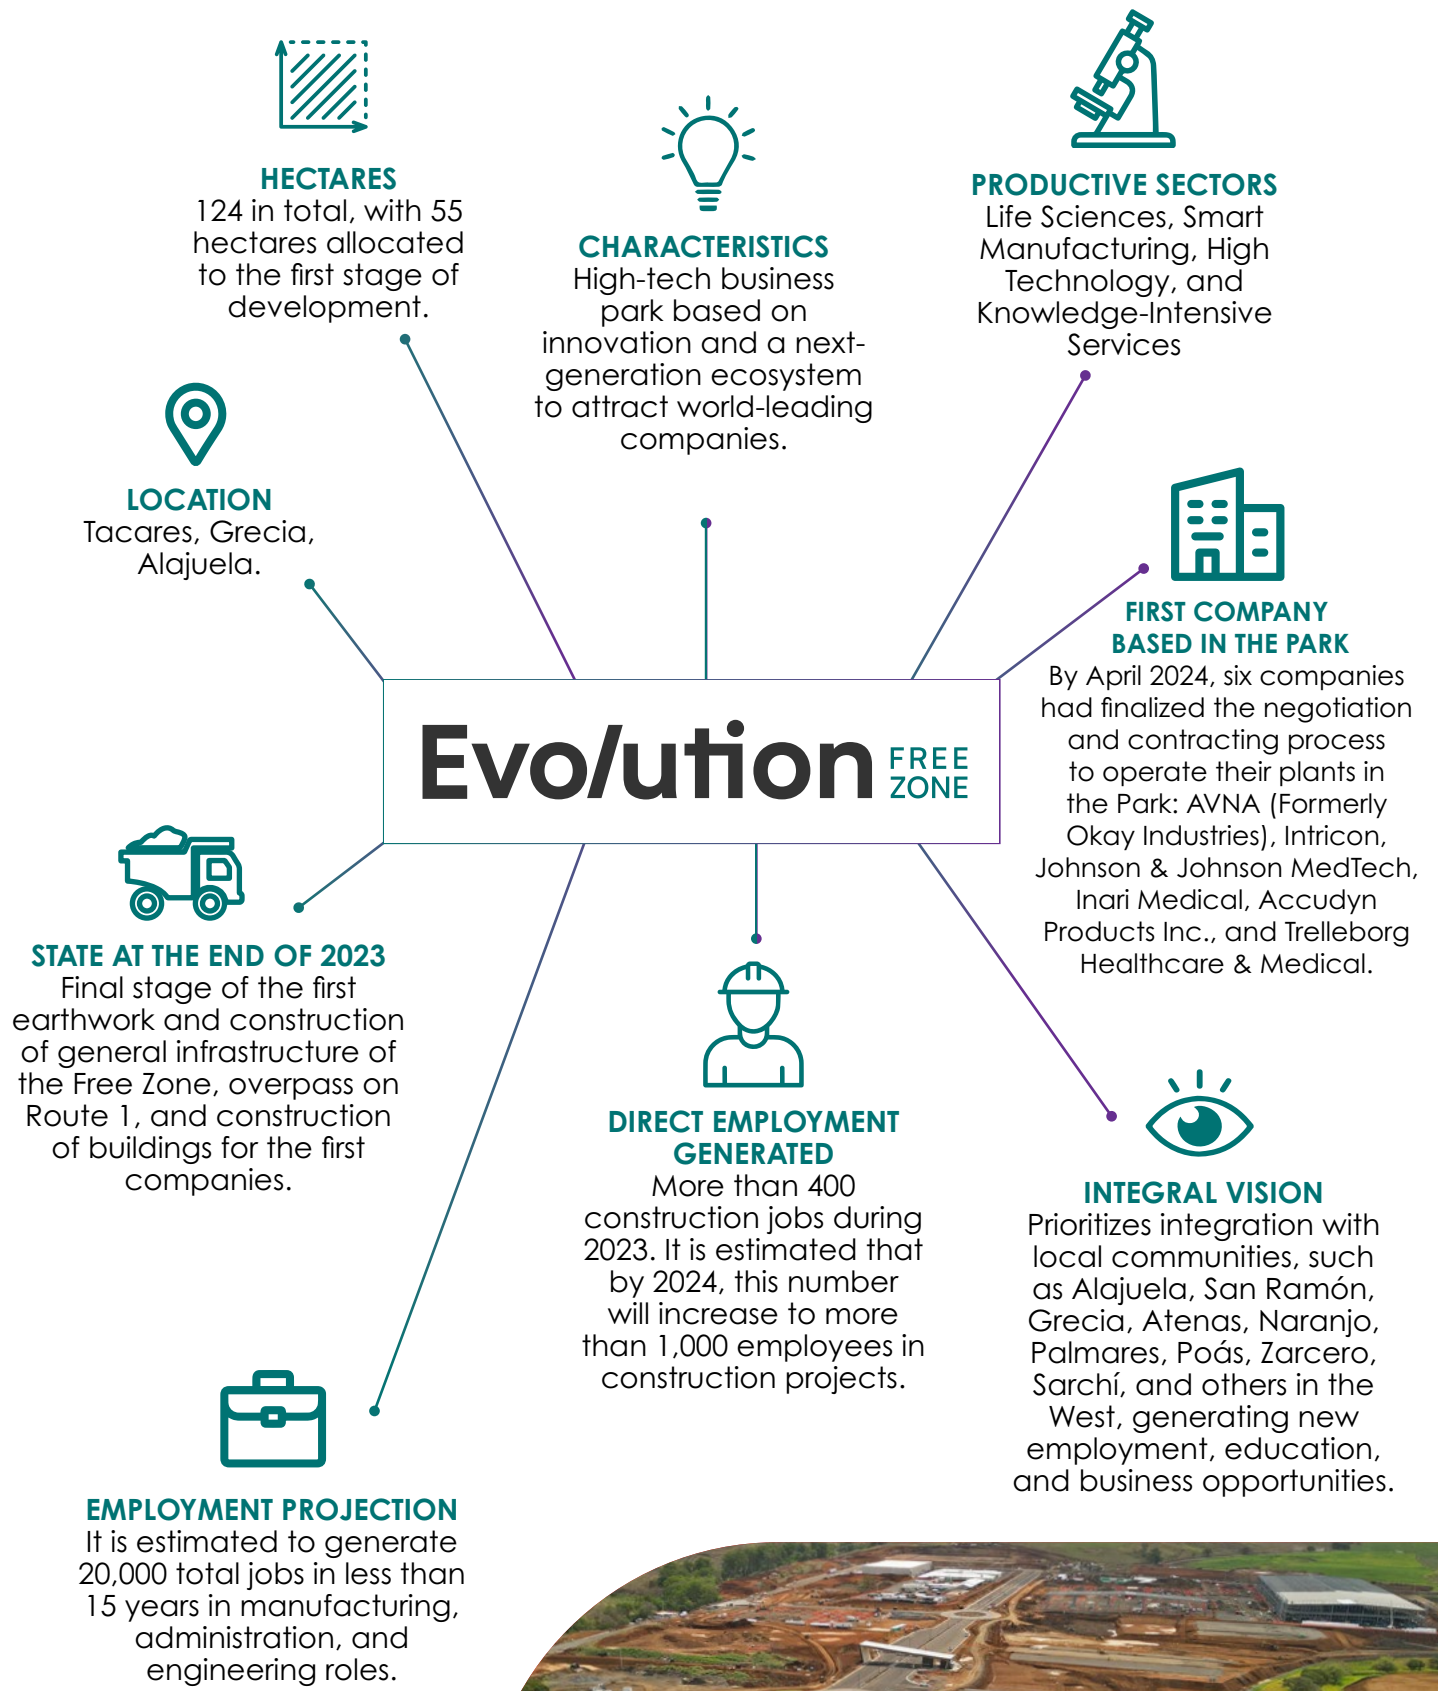 HECTARES
124 in total, with 55
hectares allocated
to the first stage of
development.
CHARACTERISTICS
High-tech business
park based on
innovation and a next-
generation ecosystem
to attract world-leading
companies.
PRODUCTIVE SECTORS
Life Sciences, Smart
Manufacturing, High
Technology, and
Knowledge-Intensive
Services
LOCATION
Tacares, Grecia,
Alajuela.
FIRST COMPANY
BASED IN THE PARK
By April 2024, six companies
had finalized the negotiation
and contracting process
to operate their plants in
the Park: AVNA (Formerly
Okay Industries), Intricon,
Johnson & Johnson MedTech,
Inari Medical, Accudyn
Products Inc., and Trelleborg
Healthcare & Medical.
Evolution FREE
ZONE
STATE AT THE END OF 2023
Final stage of the first
earthwork and construction
of general infrastructure of
the Free Zone, overpass on
Route 1, and construction
of buildings for the first
companies.
DIRECT EMPLOYMENT
GENERATED
More than 400
construction jobs during
2023. It is estimated that
by 2024, this number
will increase to more
than 1,000 employees in
construction projects.
INTEGRAL VISION
Prioritizes integration with
local communities, such
as Alajuela, San Ramón,
Grecia, Atenas, Naranjo,
Palmares, Poás, Zarcero,
Sarchí, and others in the
West, generating new
employment, education,
and business opportunities.
EMPLOYMENT PROJECTION
It is estimated to generate
20,000 total jobs in less than
15 years in manufacturing,
administration, and
engineering roles.